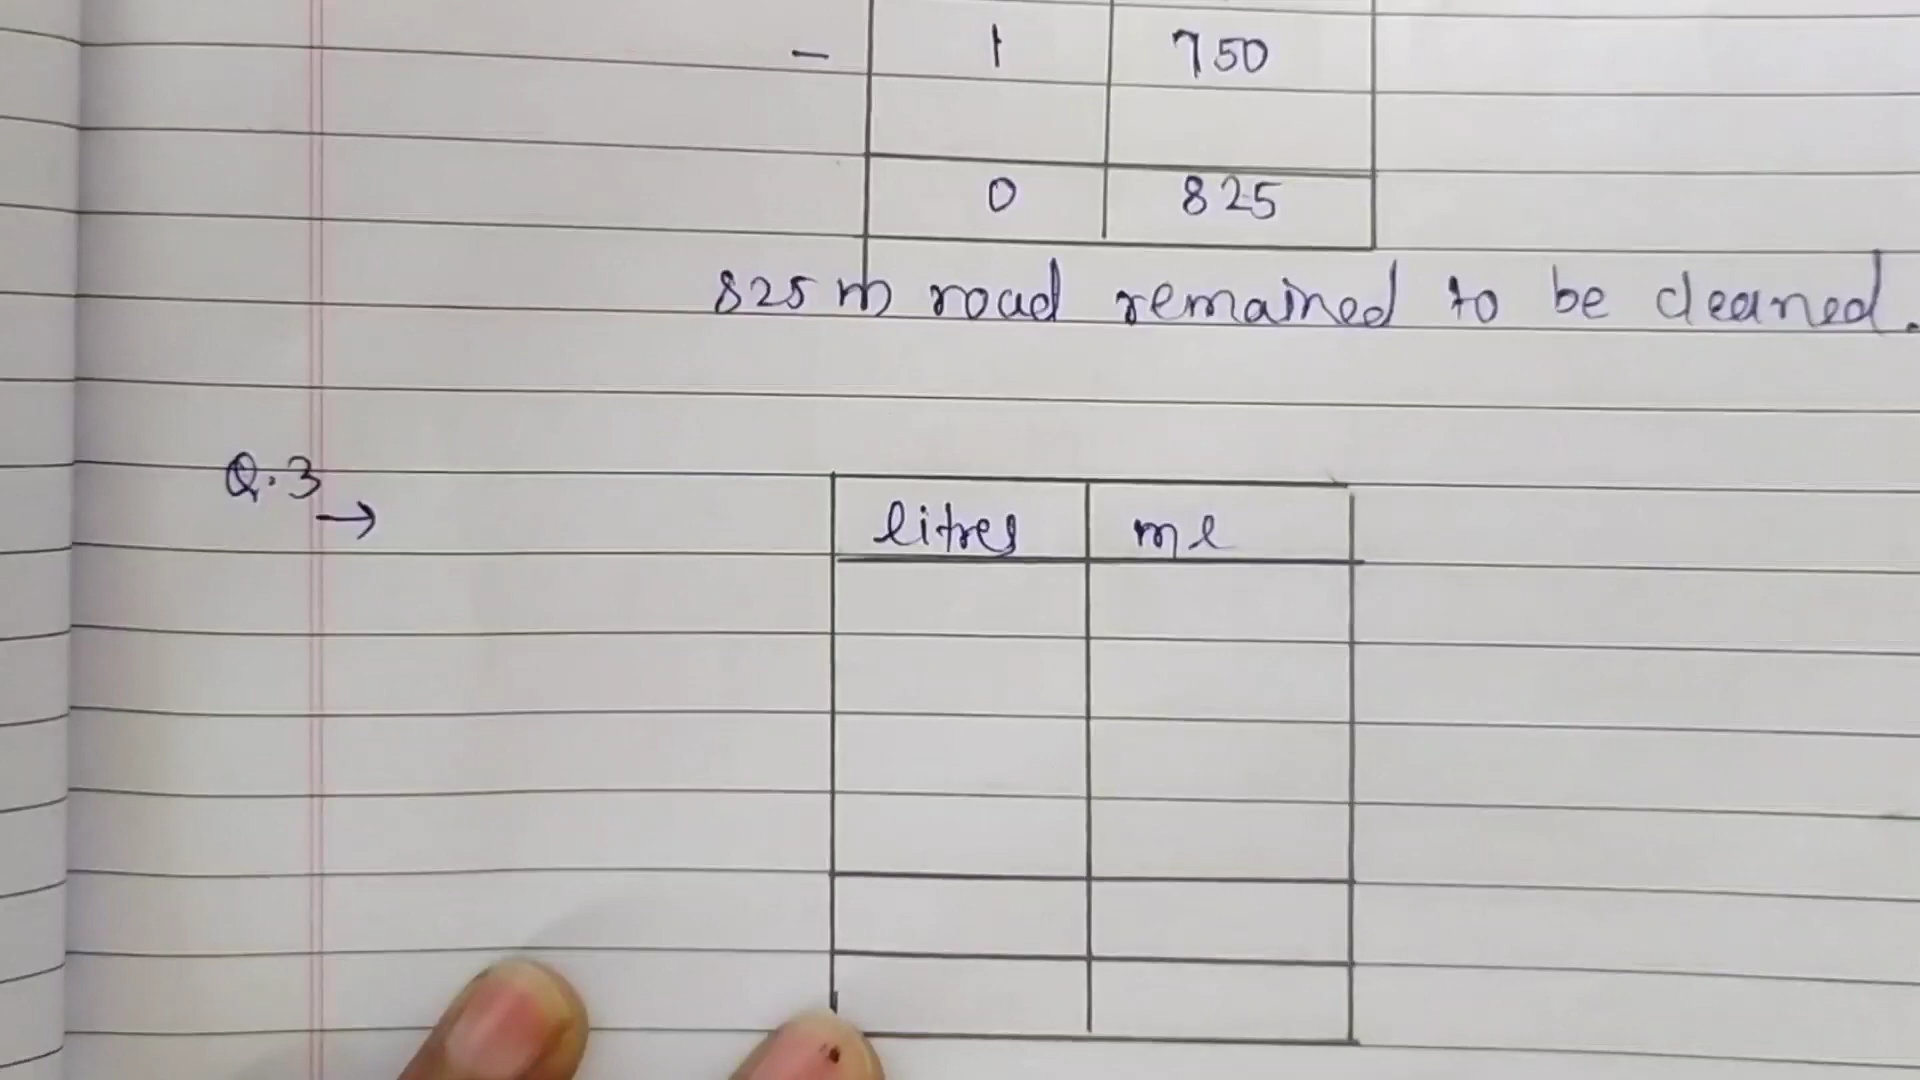 - 1 750
0 825
825 m road remained to be cleaned.
Q.3 →
litres ml